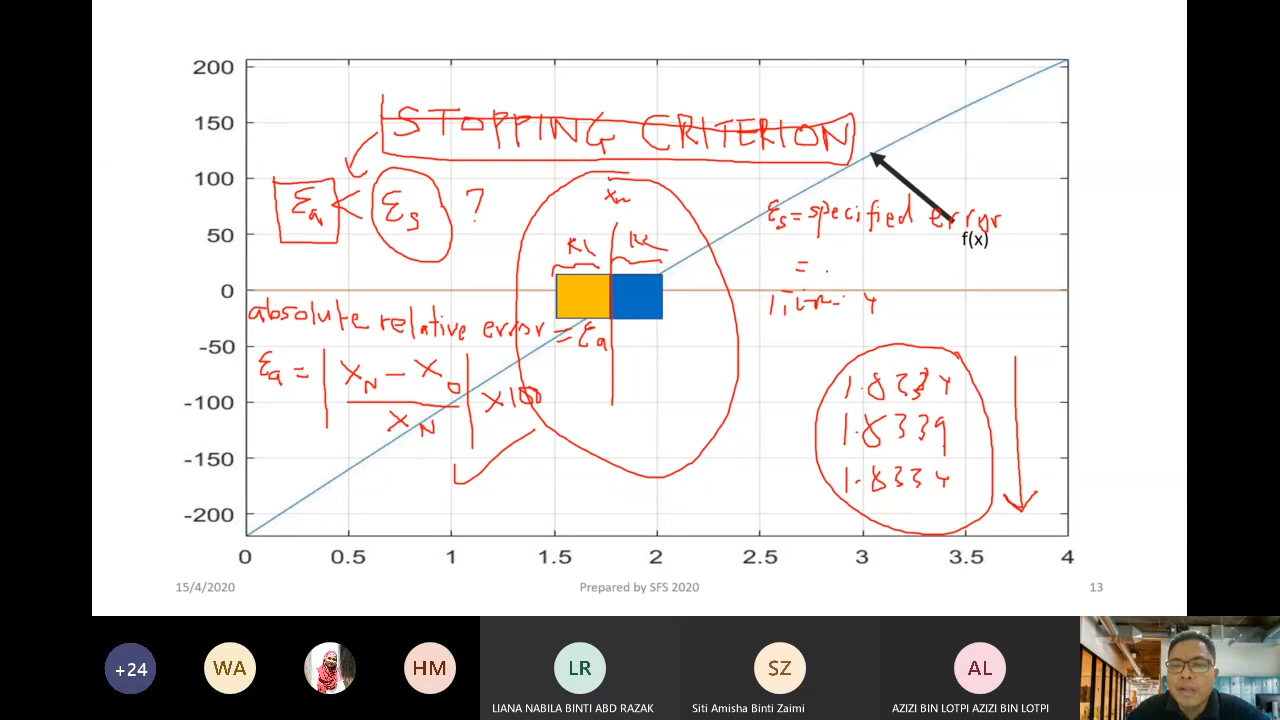 200
150
100
50
0
-50
-100
-150
-200
0 0.5 1 1.5 2 2.5 3 3.5 4
STOPPING CRITERION
εa < εs ?
xn
εs = specified error
=
f(x)
absolute relative error = εa
εa = | xN - xO / xN | × 100
1.8334
1.8339
1.8334
15/4/2020 Prepared by SFS 2020 13
+24 WA HM LR SZ AL
LIANA NABILA BINTI ABD RAZAK Siti Amisha Binti Zaimi AZIZI BIN LOTPI AZIZI BIN LOTPI